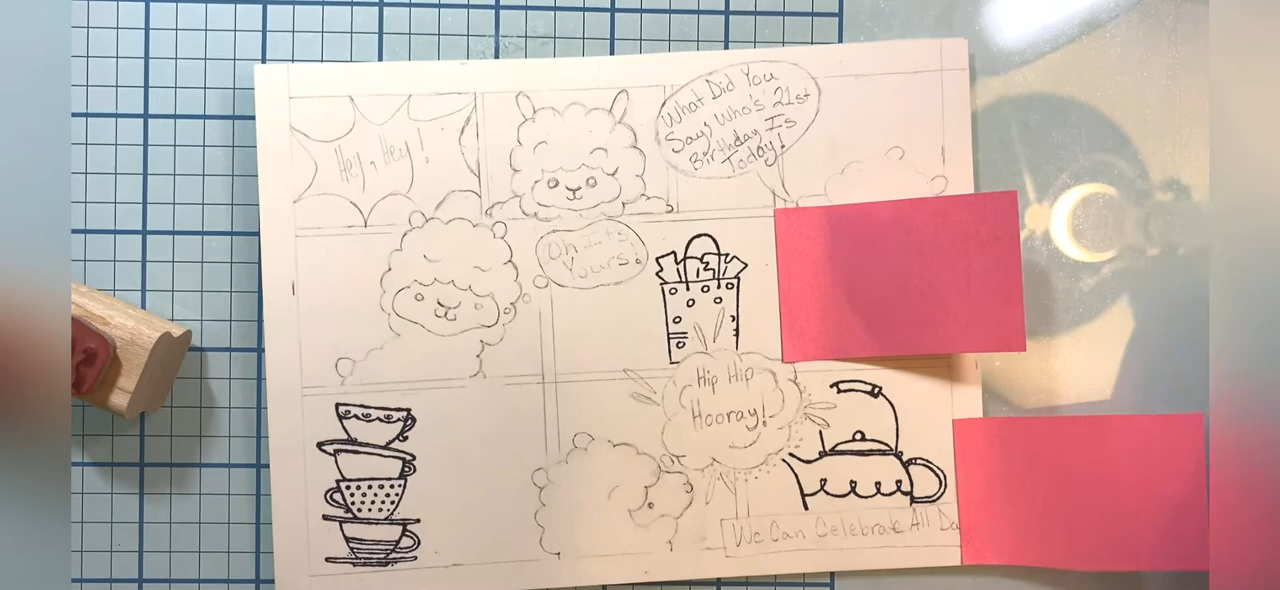 Hey, Hey!
What Did You
Say? Who's 21st
Birthday Is
Today!
Oh It's
Yours!
Hip Hip
Hooray!
We Can Celebrate All Da